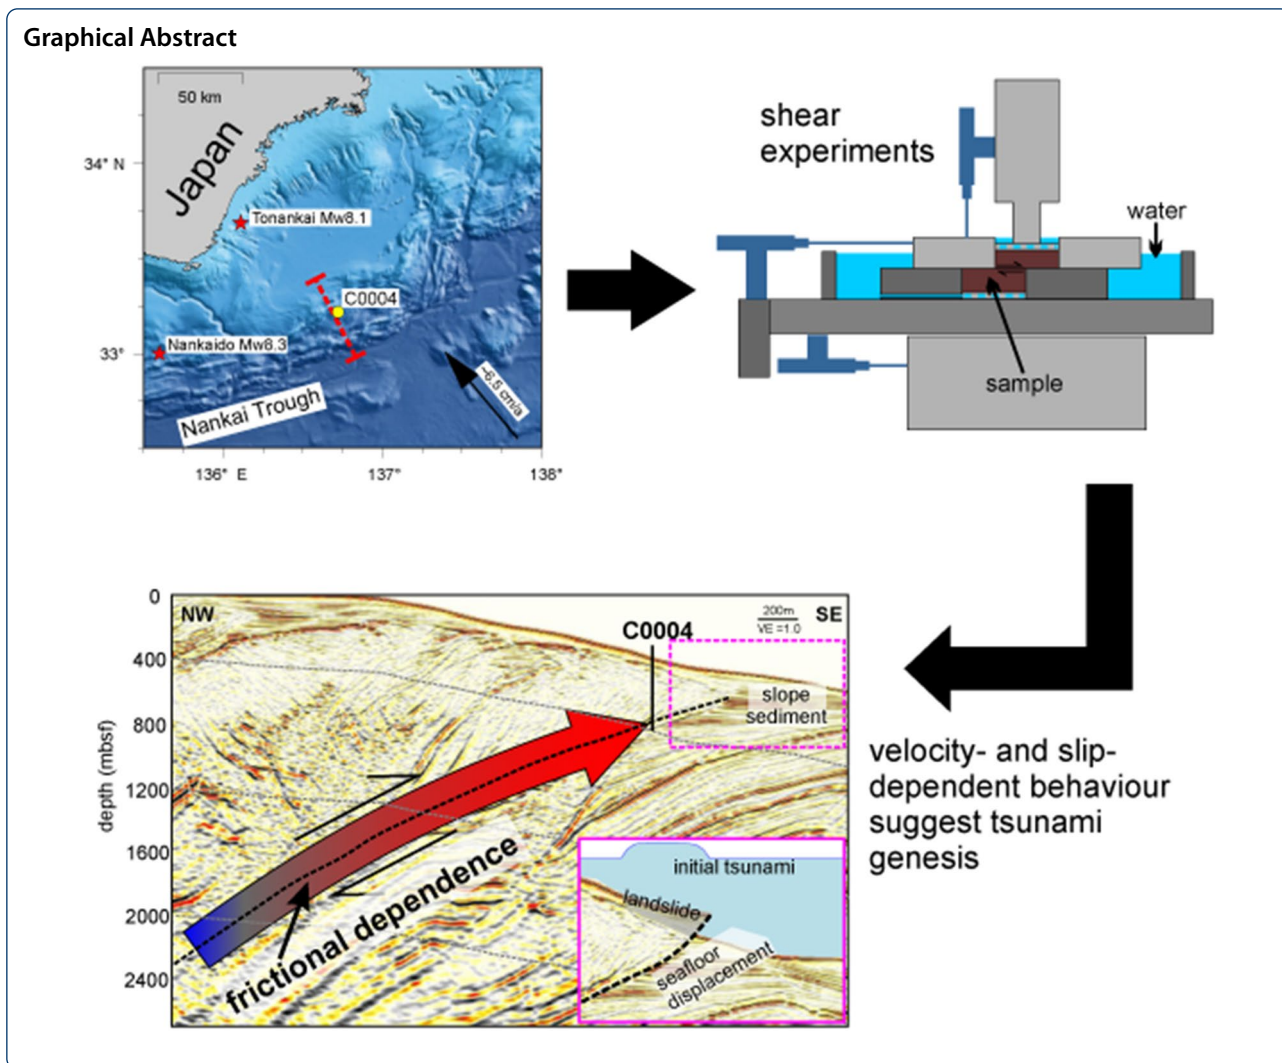 Graphical Abstract
50 km
Japan
34° N
Tonankai Mw8.1
C0004
Nankaido Mw8.3
33°
~6.5 cm/a
Nankai Trough
136° E
137°
138°
shear
experiments
water
sample
0
NW
200m
VE =1.0
SE
C0004
400
slope
sediment
800
depth (mbsf)
1200
1600
2000
2400
frictional dependence
initial tsunami
landslide
seafloor
displacement
velocity- and slip-
dependent behaviour
suggest tsunami
genesis